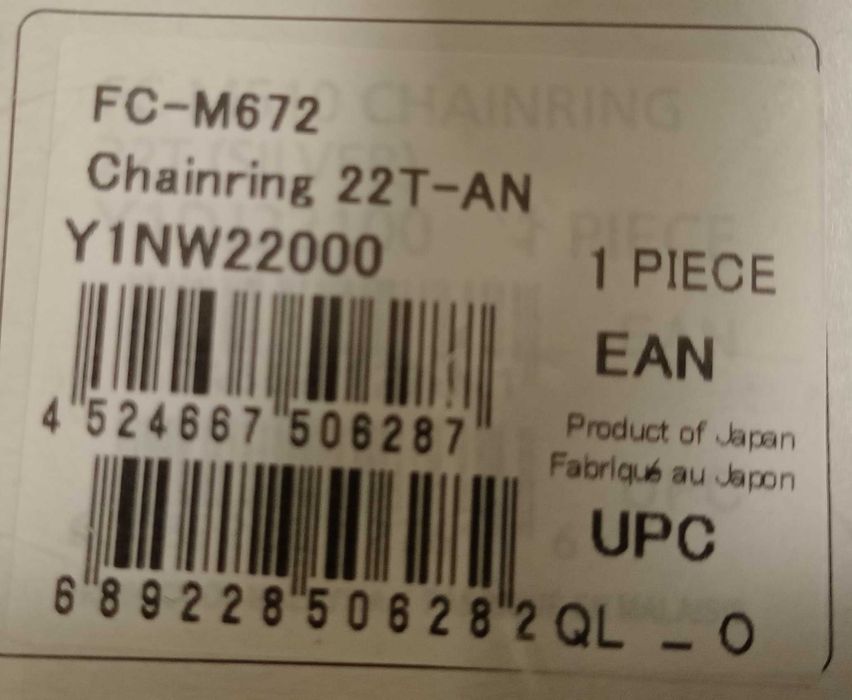 FC-M672
Chainring 22T-AN
Y1NW22000
1 PIECE
EAN
4 524667 506287
Product of Japan
Fabriqué au Japon
UPC
6 89228 50628 2
QL _ O